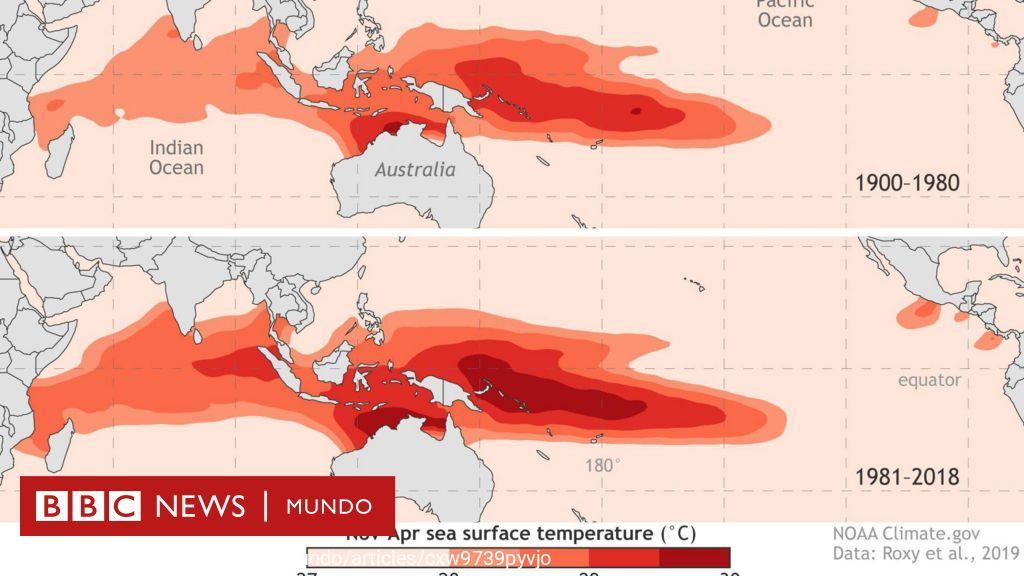 Pacific
Ocean
Indian
Ocean
Australia
1900-1980
equator
180°
1981-2018
BBC NEWS | MUNDO
Apr sea surface temperature (°C)
NOAA Climate.gov
Data: Roxy et al., 2019
ndo/articles/cxw9739pyvjo